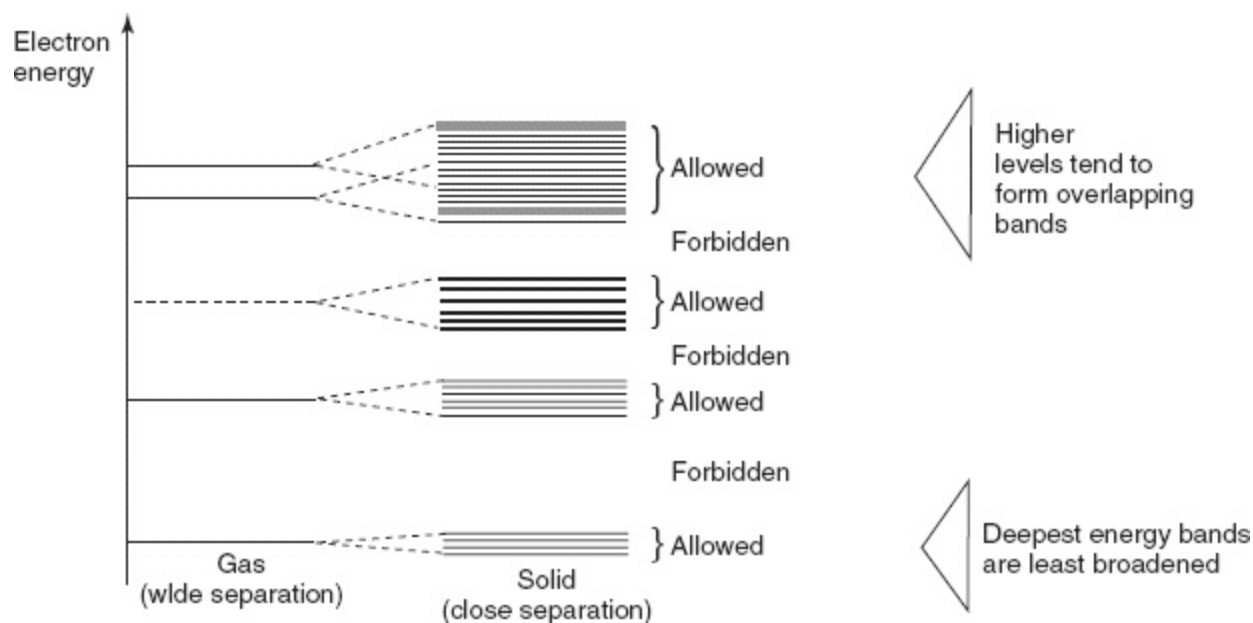 Electron
energy
Allowed
Higher
levels tend to
form overlapping
bands
Forbidden
Allowed
Forbidden
Allowed
Forbidden
Allowed
Deepest energy bands
are least broadened
Gas
(wlde separation)
Solid
(close separation)